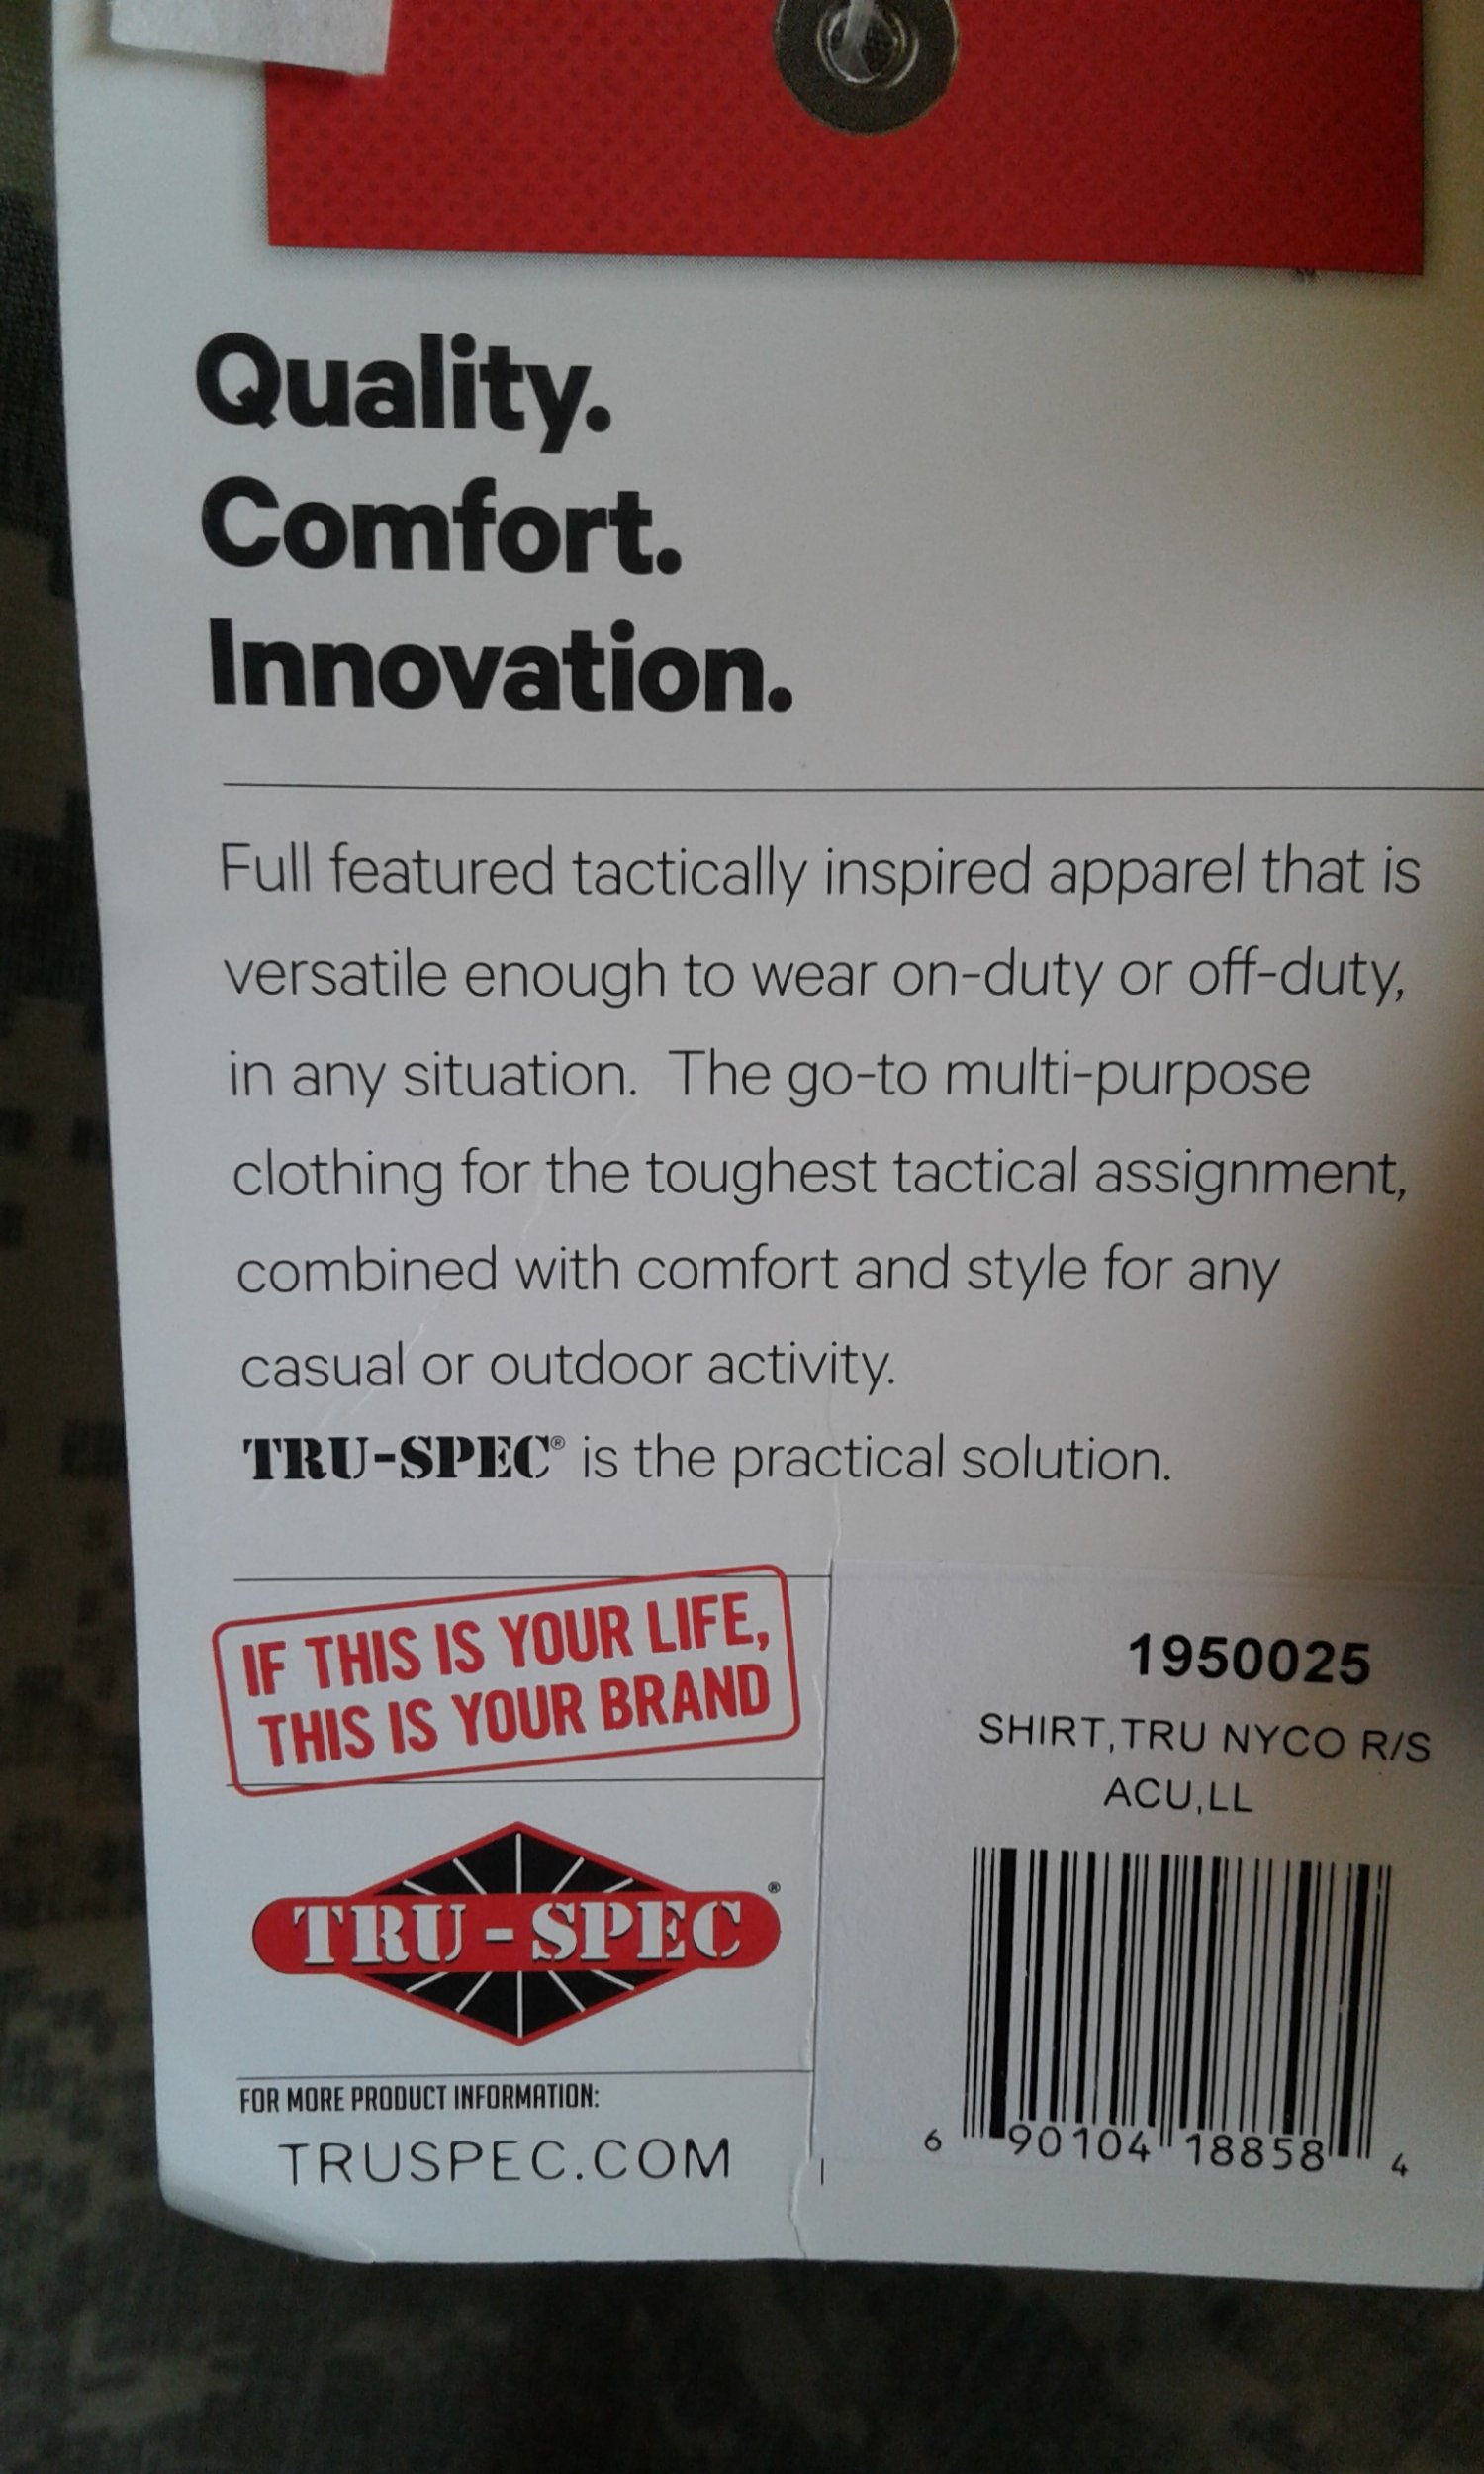 Quality.
Comfort.
Innovation.
Full featured tactically inspired apparel that is
versatile enough to wear on-duty or off-duty,
in any situation. The go-to multi-purpose
clothing for the toughest tactical assignment,
combined with comfort and style for any
casual or outdoor activity.
TRU-SPEC® is the practical solution.
IF THIS IS YOUR LIFE,
THIS IS YOUR BRAND
TRU-SPEC®
FOR MORE PRODUCT INFORMATION:
TRUSPEC.COM
1950025
SHIRT,TRU NYCO R/S
ACU,LL
6 90104 18858 4